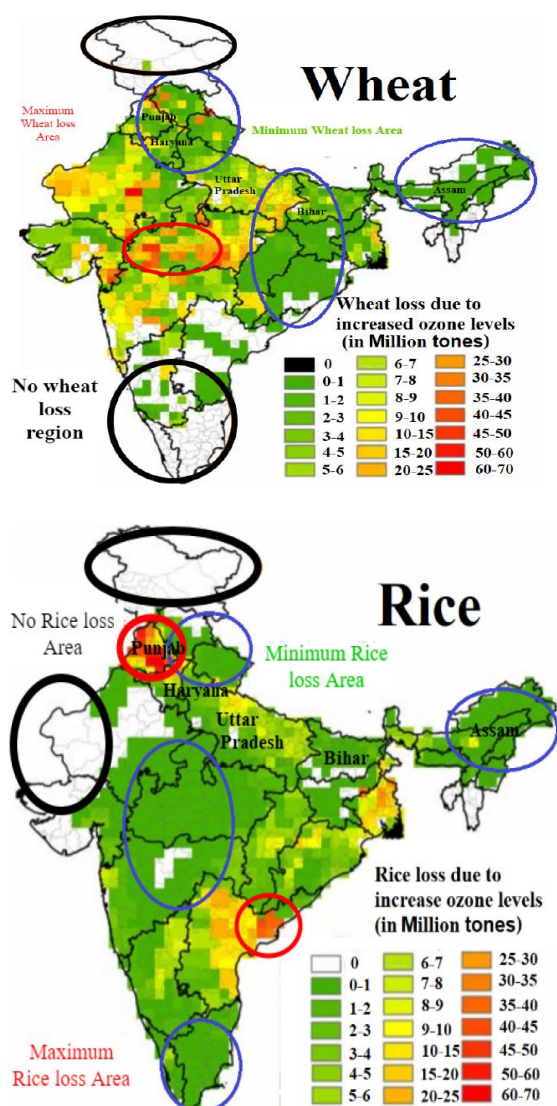 Wheat
Maximum
Wheat loss
Area
Punjab
Haryana
Minimum Wheat loss Area
Uttar
Pradesh
Bihar
Assam
No wheat
loss
region
Wheat loss due to
increased ozone levels
(in Million tones)
0
0-1
1-2
2-3
3-4
4-5
5-6
6-7
7-8
8-9
9-10
10-15
15-20
20-25
25-30
30-35
35-40
40-45
45-50
50-60
60-70
Rice
No Rice loss
Area
Punjab
Haryana
Minimum Rice
loss Area
Uttar
Pradesh
Bihar
Assam
Maximum
Rice loss Area
Rice loss due to
increase ozone levels
(in Million tones)
0
0-1
1-2
2-3
3-4
4-5
5-6
6-7
7-8
8-9
9-10
10-15
15-20
20-25
25-30
30-35
35-40
40-45
45-50
50-60
60-70